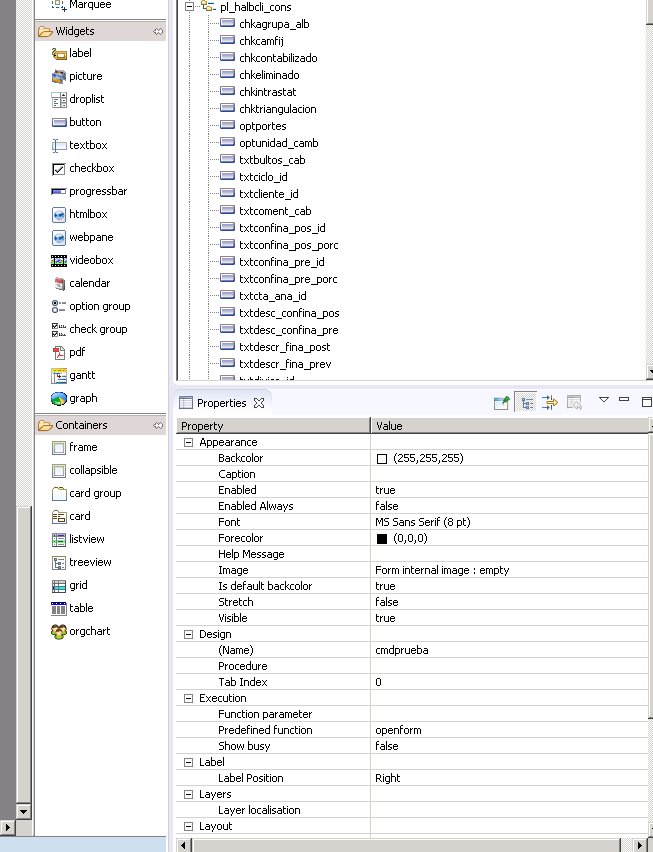 Marquee
Widgets
label
picture
droplist
button
textbox
checkbox
progressbar
htmlbox
webpane
videobox
calendar
option group
check group
pdf
gantt
graph
Containers
frame
collapsible
card group
card
listview
treeview
grid
table
orgchart
pl_halbcli_cons
chkagrupa_alb
chkcamfij
chkcontabilizado
chkeliminado
chkintrastat
chktriangulacion
optportes
optunidad_camb
txtbultos_cab
txtciclo_id
txtcliente_id
txtcoment_cab
txtconfina_pos_id
txtconfina_pos_porc
txtconfina_pre_id
txtconfina_pre_porc
txtcta_ana_id
txtdesc_confina_pos
txtdesc_confina_pre
txtdescr_fina_post
txtdescr_fina_prev
Properties
Property Value
Appearance
Backcolor (255,255,255)
Caption
Enabled true
Enabled Always false
Font MS Sans Serif (8 pt)
Forecolor (0,0,0)
Help Message
Image Form internal image : empty
Is default backcolor true
Stretch false
Visible true
Design
(Name) cmdprueba
Procedure
Tab Index 0
Execution
Function parameter
Predefined function openform
Show busy false
Label
Label Position Right
Layers
Layer localisation
Layout